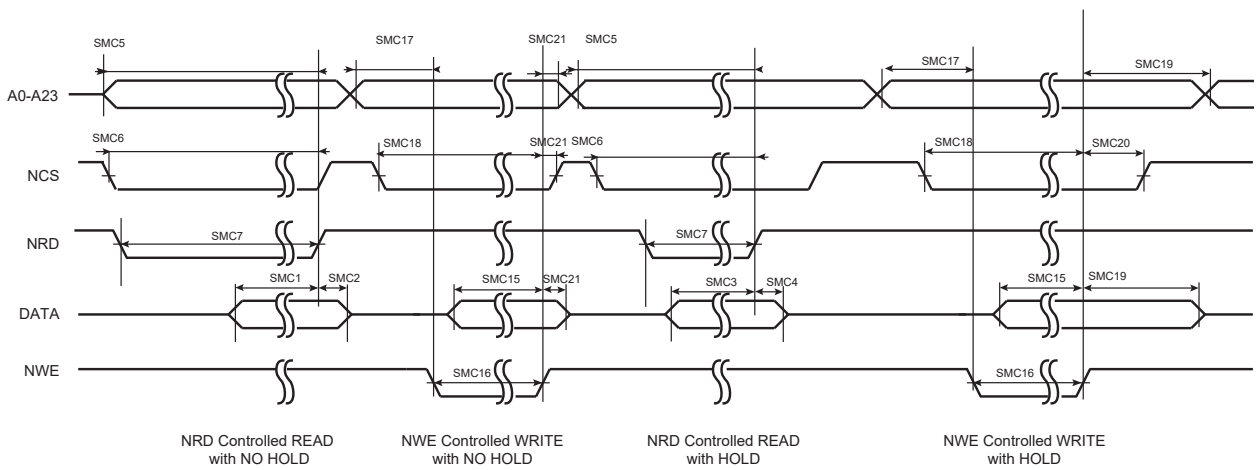 SMC5
SMC17
SMC21
SMC5
SMC17
SMC19
A0-A23
SMC6
SMC18
SMC21
SMC6
SMC18
SMC20
NCS
SMC7
SMC7
NRD
SMC1
SMC2
SMC15
SMC21
SMC3
SMC4
SMC15
SMC19
DATA
NWE
SMC16
SMC16
NRD Controlled READ
with NO HOLD
NWE Controlled WRITE
with NO HOLD
NRD Controlled READ
with HOLD
NWE Controlled WRITE
with HOLD